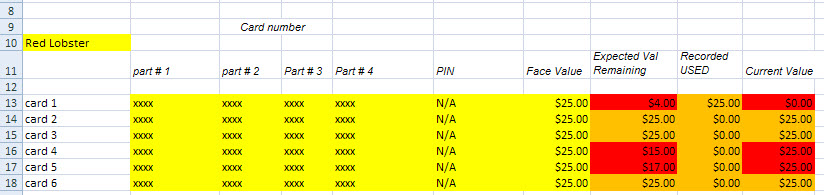 8
9 Card number
10 Red Lobster
Expected Val Recorded
11 part # 1 part # 2 Part # 3 Part # 4 PIN Face Value Remaining USED Current Value
12
13 card 1 xxxx xxxx xxxx xxxx N/A $25.00 $4.00 $25.00 $0.00
14 card 2 xxxx xxxx xxxx xxxx N/A $25.00 $25.00 $0.00 $25.00
15 card 3 xxxx xxxx xxxx xxxx N/A $25.00 $25.00 $0.00 $25.00
16 card 4 xxxx xxxx xxxx xxxx N/A $25.00 $15.00 $0.00 $25.00
17 card 5 xxxx xxxx xxxx xxxx N/A $25.00 $17.00 $0.00 $25.00
18 card 6 xxxx xxxx xxxx xxxx N/A $25.00 $25.00 $0.00 $25.00